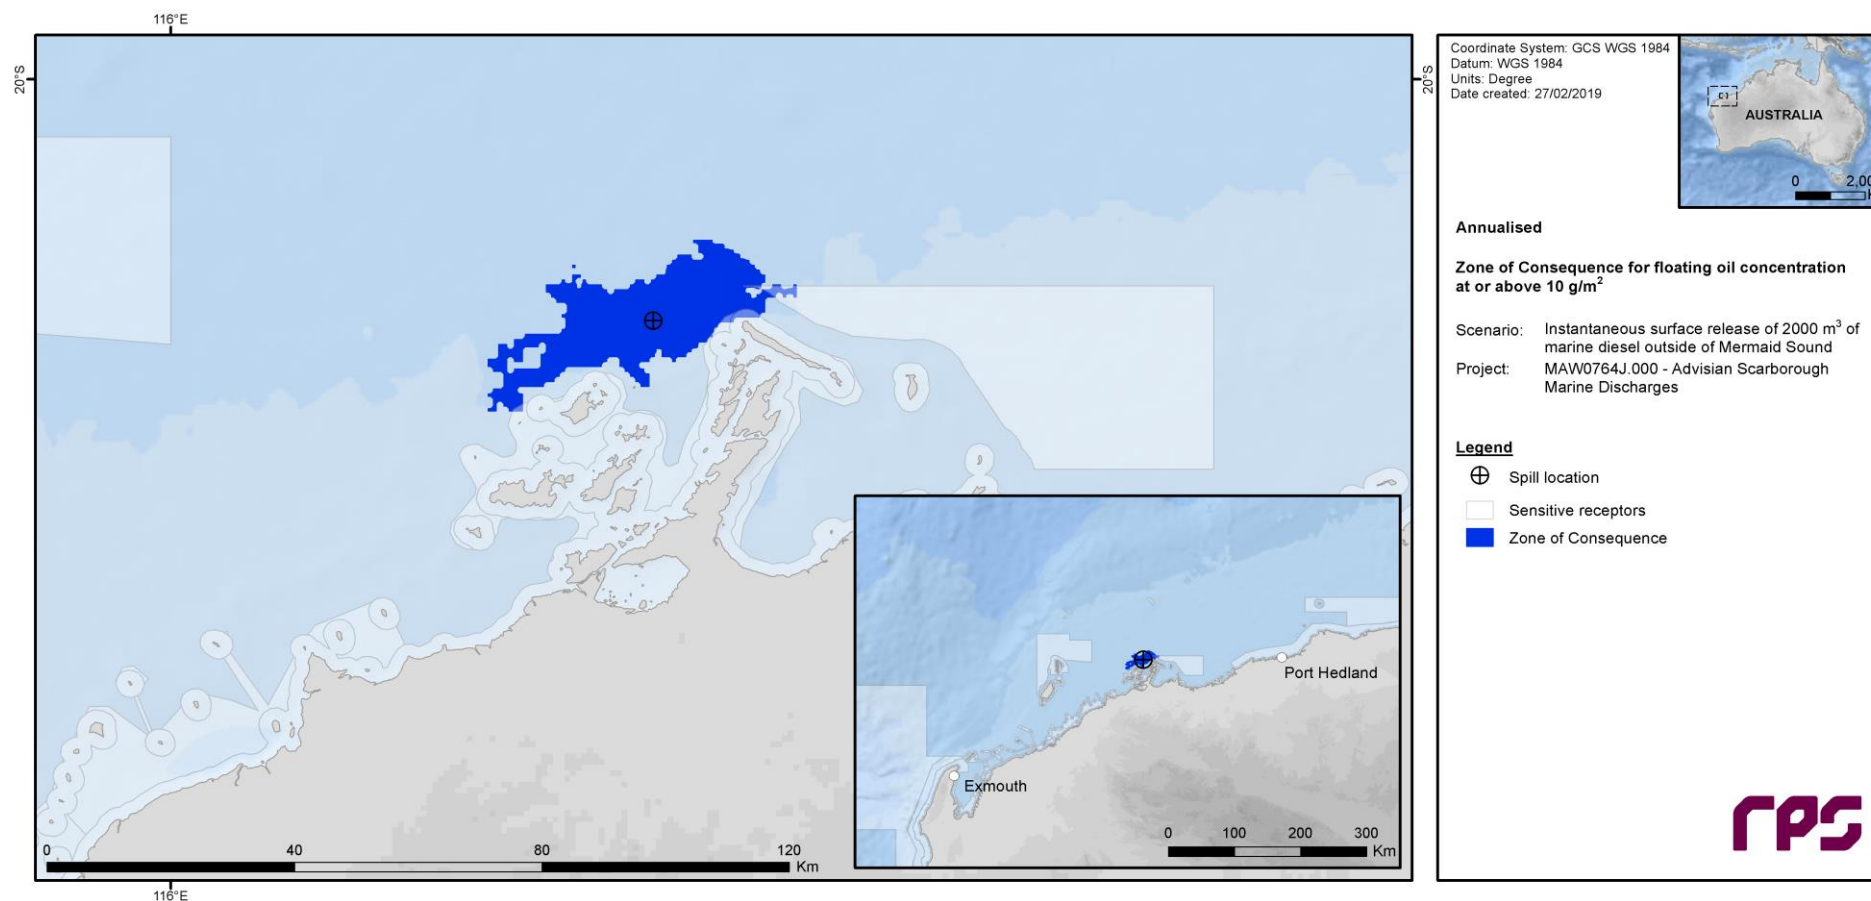 116°E
20°S
20°S
Coordinate System: GCS WGS 1984
Datum: WGS 1984
Units: Degree
Date created: 27/02/2019
AUSTRALIA
0
Annualised
Zone of Consequence for floating oil concentration
at or above 10 g/m²
Scenario: Instantaneous surface release of 2000 m³ of
marine diesel outside of Mermaid Sound
Project: MAW0764J.000 - Advisian Scarborough
Marine Discharges
Legend
Spill location
Sensitive receptors
Zone of Consequence
Port Hedland
Exmouth
0 100 200 300
Km
0 40 80 120
Km
116°E
rps